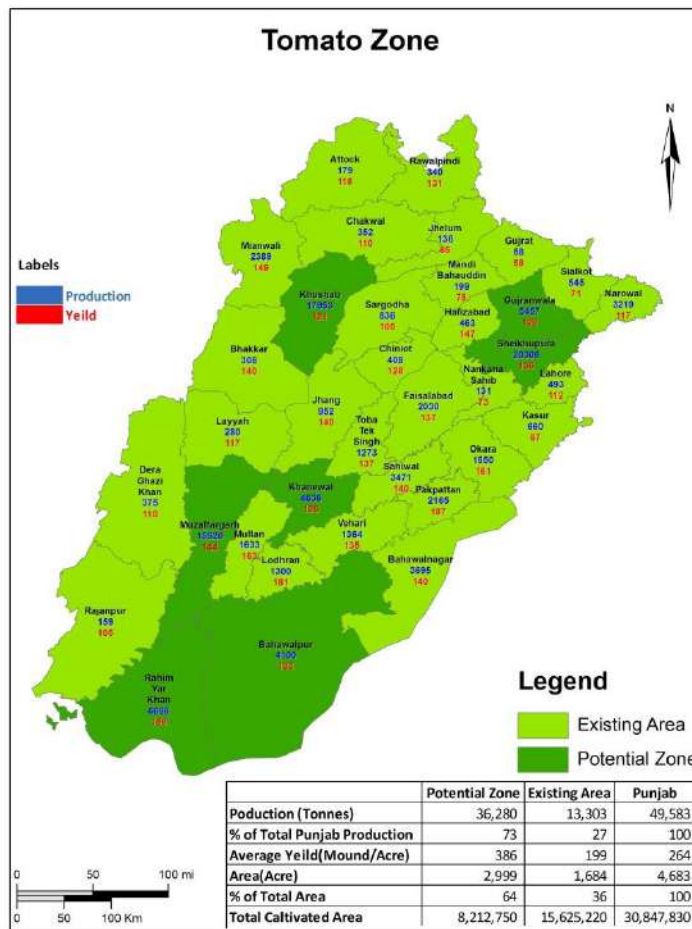 Tomato Zone
N
Attock
179
118
Rawalpindi
340
131
Chakwal
352
110
Jhelum
136
Gujrat
Mianwali
2389
149
Mandi
Bahauddin
199
Sialkot
545
71
Narowal
3219
117
Labels
Production
Yeild
Khushab
17953
Sargodha
105
Hafizabad
463
147
Gujranwala
Sheikhupura
Bhakkar
140
Chiniot
128
Nankana
Sahib
131
73
Lahore
493
112
Jhang
952
140
Faisalabad
2030
137
Kasur
Layyah
280
117
Toba
Tek
Singh
1273
137
Okara
161
Dera
Ghazi
Khan
375
110
Khanewal
Sahiwal
3471
140
Pakpattan
2165
Muzaffargarh
Multan
1633
Vehari
Lodhran
1300
Bahawalnagar
140
Rajanpur
Bahawalpur
Rahim
Yar
Khan
Legend
Existing Area
Potential Zone
Potential Zone Existing Area Punjab
Poduction (Tonnes) 36,280 13,303 49,583
% of Total Punjab Production 73 27 100
Average Yeild(Mound/Acre) 386 199 264
Area(Acre) 2,999 1,684 4,683
% of Total Area 64 36 100
Total Caltivated Area 8,212,750 15,625,220 30,847,830
0 50 100 mi
0 50 100 Km